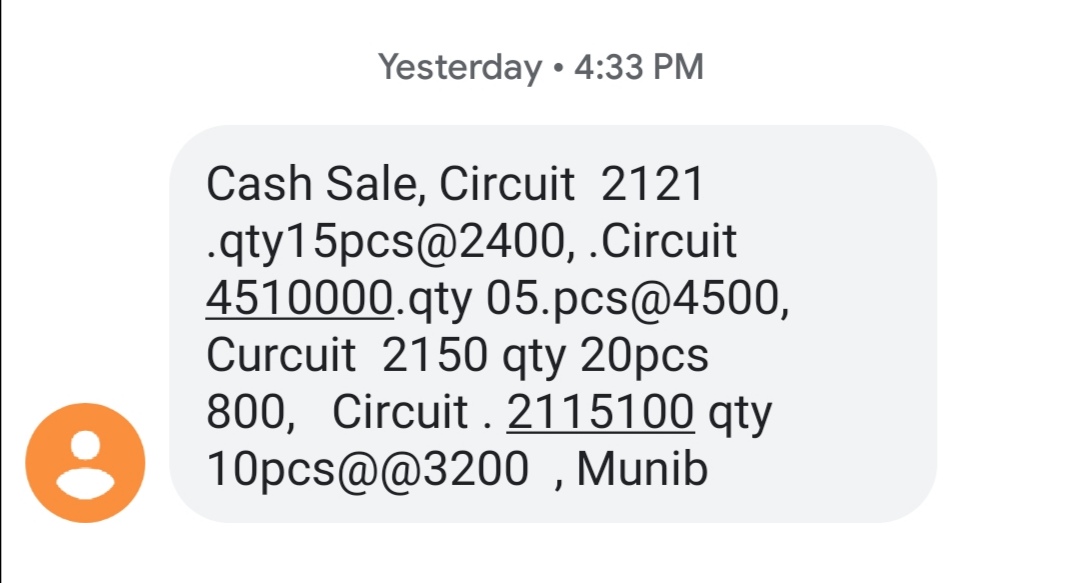 Yesterday • 4:33 PM
Cash Sale, Circuit  2121
.qty15pcs@2400, .Circuit
4510000.qty 05.pcs@4500,
Curcuit  2150 qty 20pcs
800,   Circuit . 2115100 qty
10pcs@@3200  , Munib